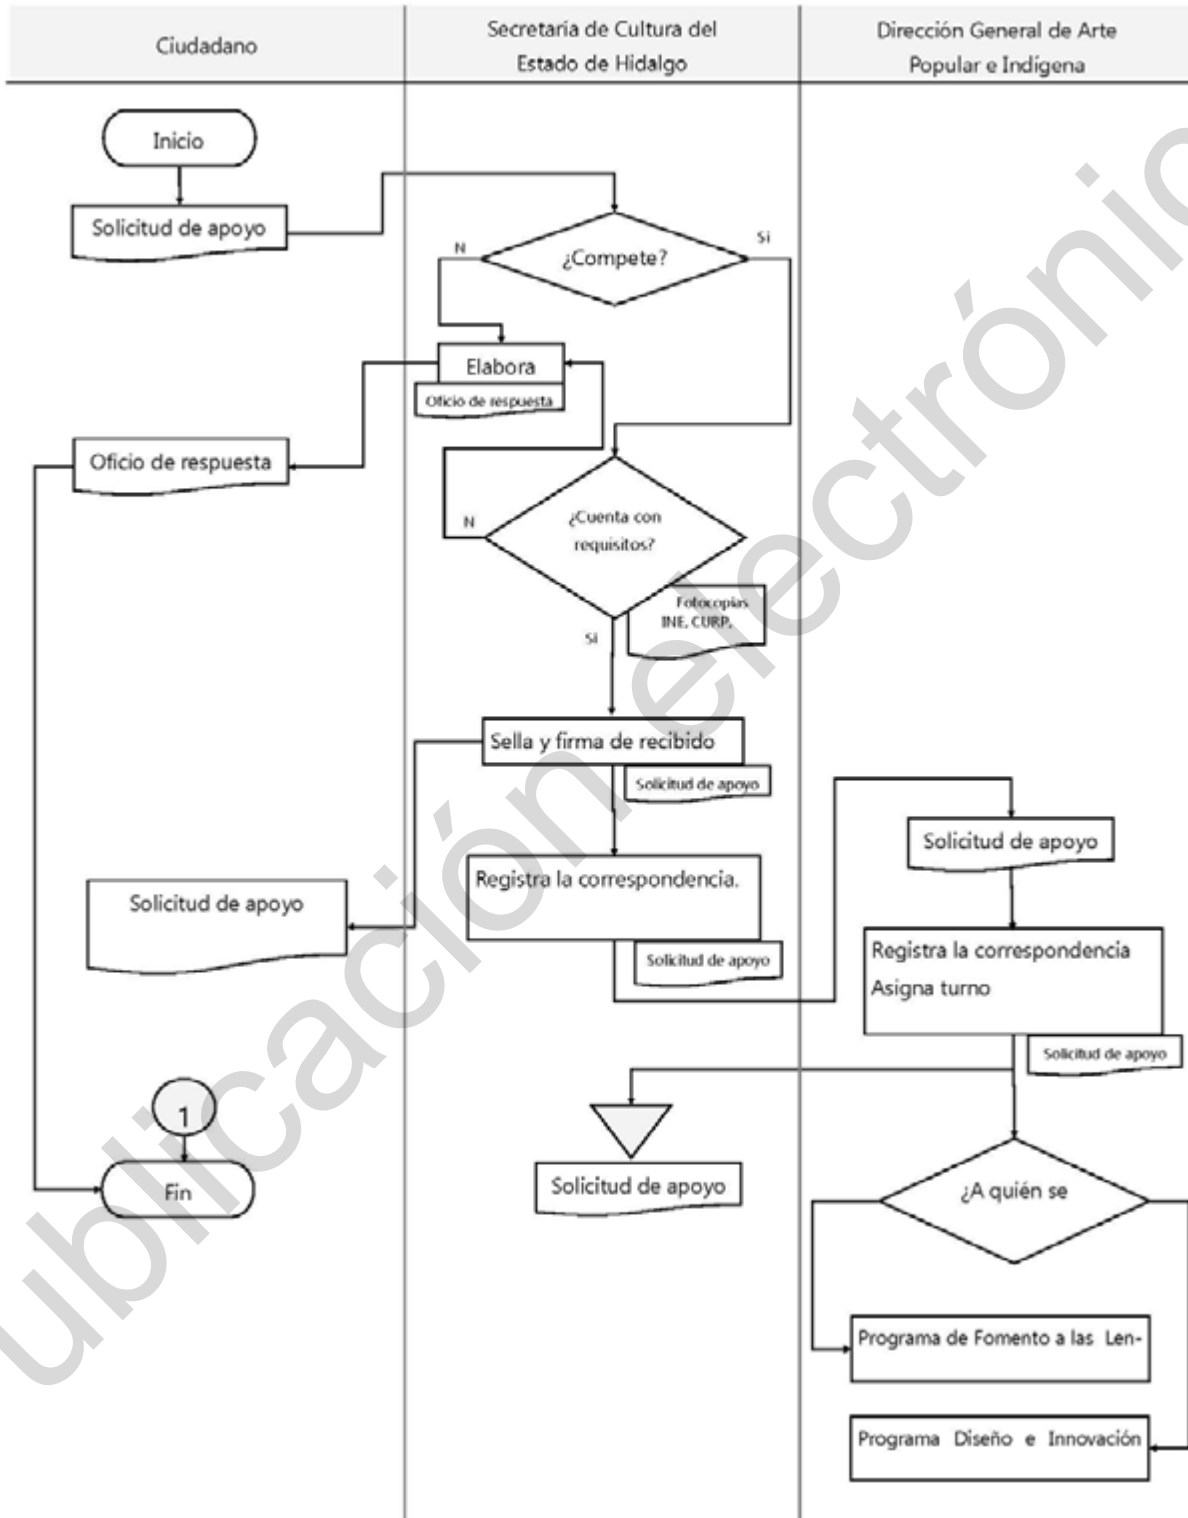 Ciudadano
Secretaria de Cultura del
Estado de Hidalgo
Dirección General de Arte
Popular e Indígena
Inicio
Solicitud de apoyo
¿Compete?
N
Si
Elabora
Oficio de respuesta
Oficio de respuesta
¿Cuenta con
requisitos?
N
Fotocopias
INE, CURP,
Si
Sella y firma de recibido
Solicitud de apoyo
Solicitud de apoyo
Registra la correspondencia.
Solicitud de apoyo
Solicitud de apoyo
Registra la correspondencia
Asigna turno
Solicitud de apoyo
1
Fin
Solicitud de apoyo
¿A quién se
Programa de Fomento a las Len-
Programa Diseño e Innovación
ublicación electrónic